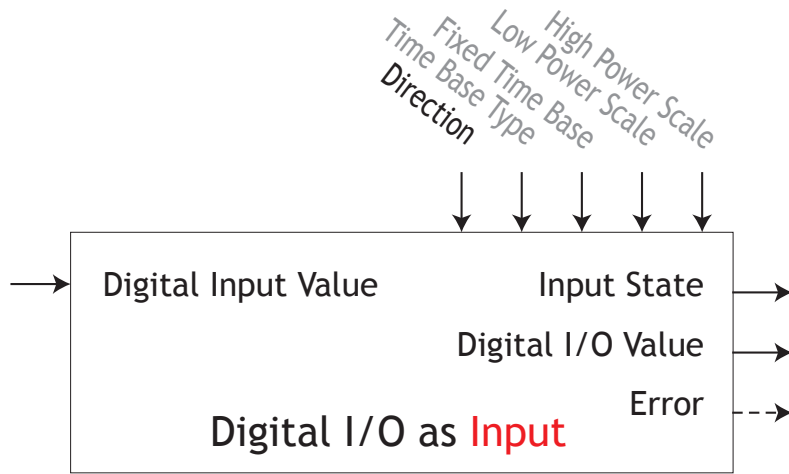 High Power Scale
Low Power Scale
Fixed Time Base
Time Base Type
Direction
Digital Input Value
Input State
Digital I/O Value
Error
Digital I/O as Input